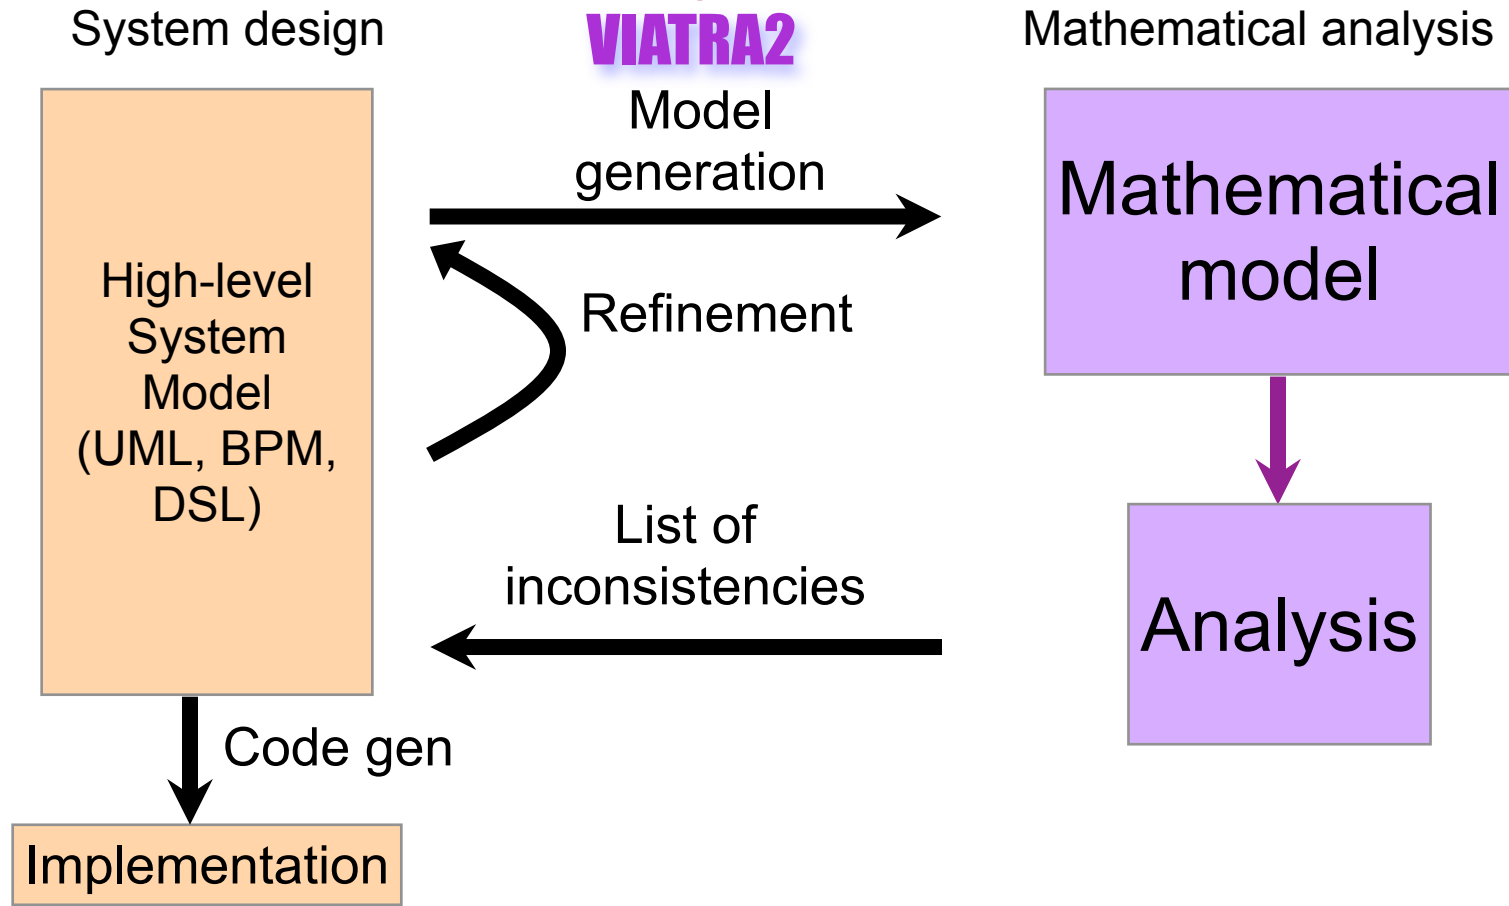 System design
VIATRA2
Mathematical analysis
Model
generation
Mathematical
model
High-level
System
Model
(UML, BPM,
DSL)
Refinement
List of
inconsistencies
Analysis
Code gen
Implementation